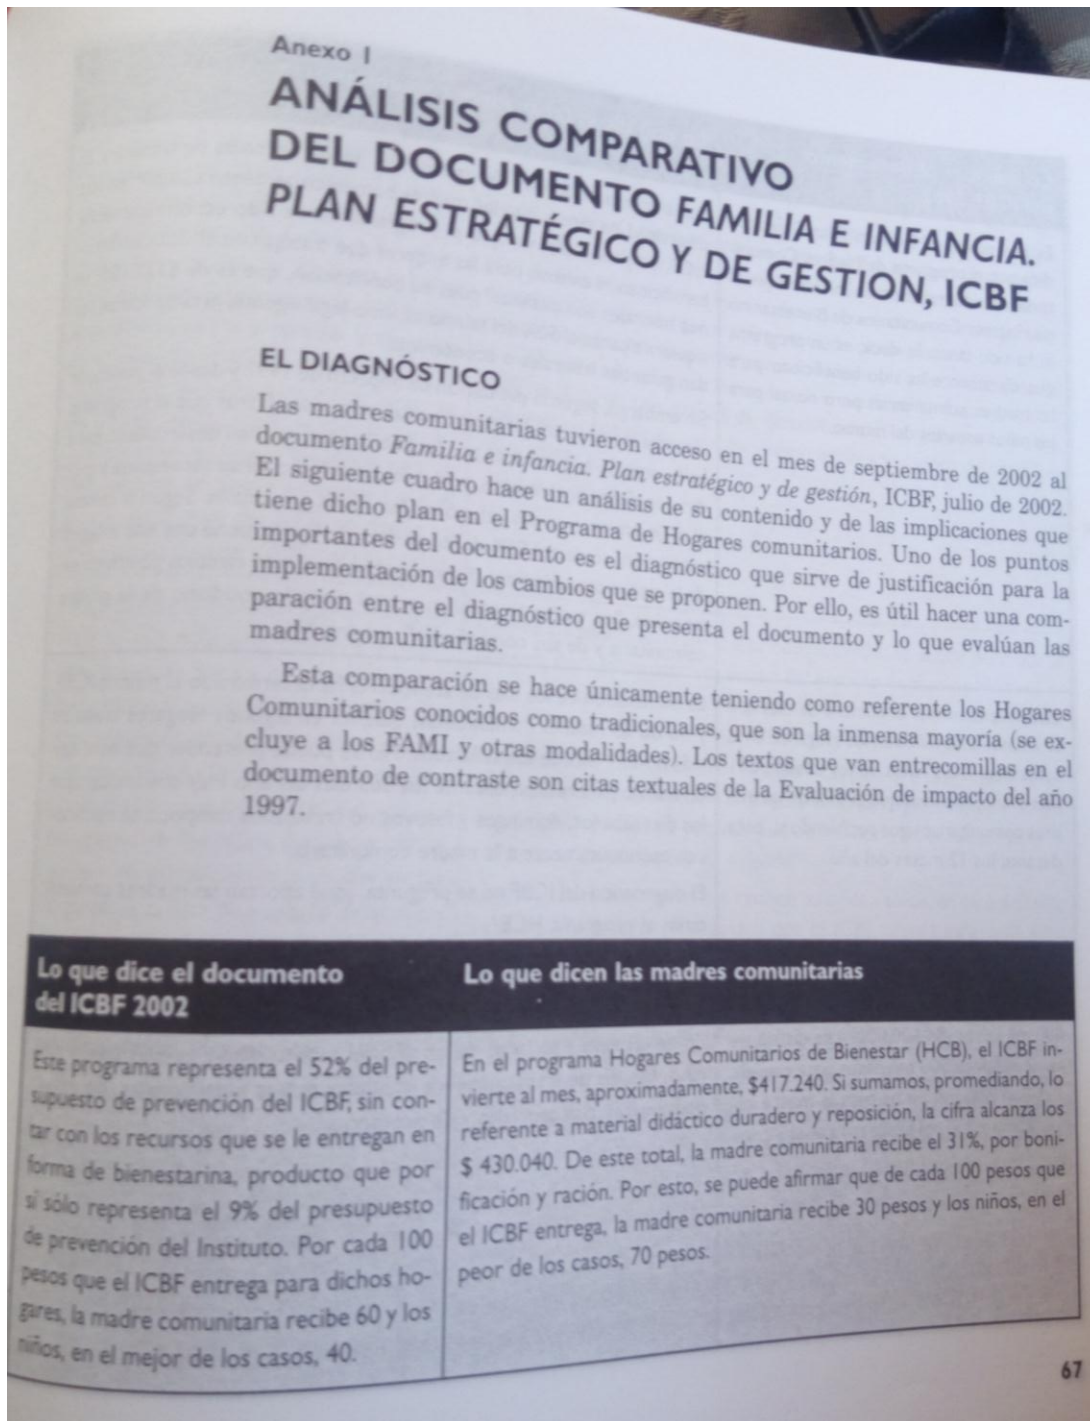 Anexo 1
ANÁLISIS COMPARATIVO
DEL DOCUMENTO FAMILIA E INFANCIA.
PLAN ESTRATÉGICO Y DE GESTION, ICBF
EL DIAGNÓSTICO
Las madres comunitarias tuvieron acceso en el mes de septiembre de 2002 al
documento Familia e infancia. Plan estratégico y de gestión, ICBF, julio de 2002.
El siguiente cuadro hace un análisis de su contenido y de las implicaciones que
tiene dicho plan en el Programa de Hogares comunitarios. Uno de los puntos
importantes del documento es el diagnóstico que sirve de justificación para la
implementación de los cambios que se proponen. Por ello, es útil hacer una com-
paración entre el diagnóstico que presenta el documento y lo que evalúan las
madres comunitarias.
Esta comparación se hace únicamente teniendo como referente los Hogares
Comunitarios conocidos como tradicionales, que son la inmensa mayoría (se ex-
cluye a los FAMI y otras modalidades). Los textos que van entrecomillas en el
documento de contraste son citas textuales de la Evaluación de impacto del año
1997.
Lo que dice el documento
del ICBF 2002
Este programa representa el 52% del pre-
supuesto de prevención del ICBF, sin con-
tar con los recursos que se le entregan en
forma de bienestarina, producto que por
si sólo representa el 9% del presupuesto
de prevención del Instituto. Por cada 100
pesos que el ICBF entrega para dichos ho-
gares, la madre comunitaria recibe 60 y los
niños, en el mejor de los casos, 40.
Lo que dicen las madres comunitarias
En el programa Hogares Comunitarios de Bienestar (HCB), el ICBF in-
vierte al mes, aproximadamente, $417.240. Si sumamos, promediando, lo
referente a material didáctico duradero y reposición, la cifra alcanza los
$ 430.040. De este total, la madre comunitaria recibe el 31%, por boni-
ficación y ración. Por esto, se puede afirmar que de cada 100 pesos que
el ICBF entrega, la madre comunitaria recibe 30 pesos y los niños, en el
peor de los casos, 70 pesos.
67